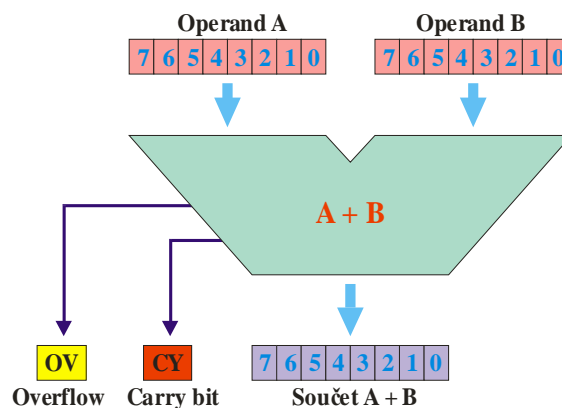 Operand A Operand B
7 6 5 4 3 2 1 0 7 6 5 4 3 2 1 0
A + B
OV CY 7 6 5 4 3 2 1 0
Overflow Carry bit Součet A + B